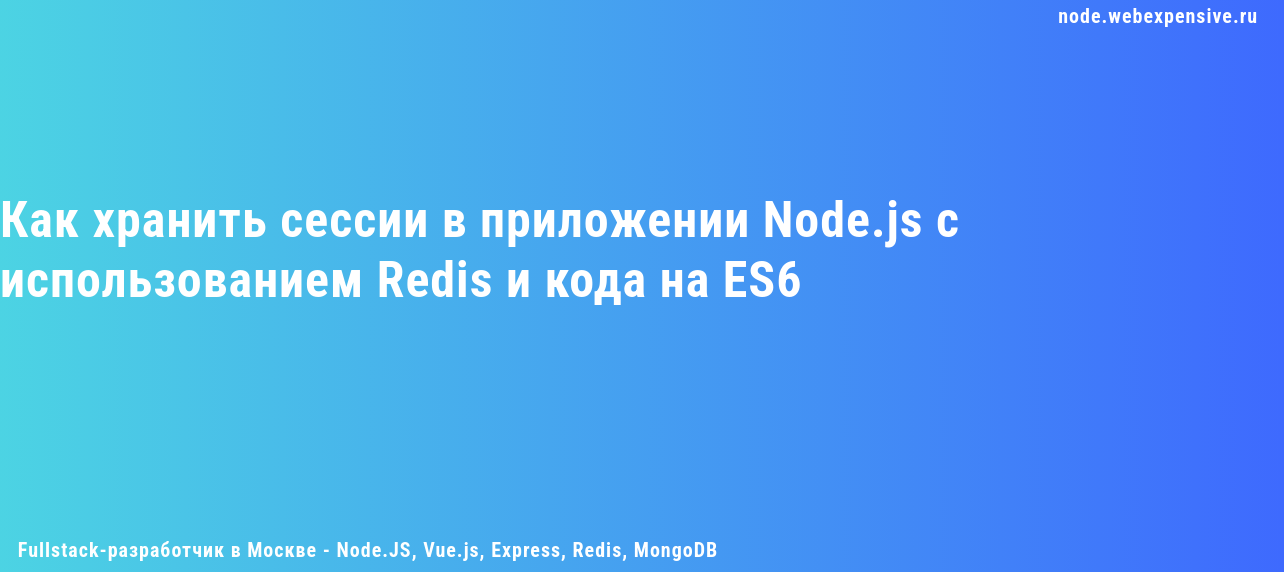 node.webexpensive.ru
Как хранить сессии в приложении Node.js с
использованием Redis и кода на ES6
Fullstack-разработчик в Москве - Node.JS, Vue.js, Express, Redis, MongoDB